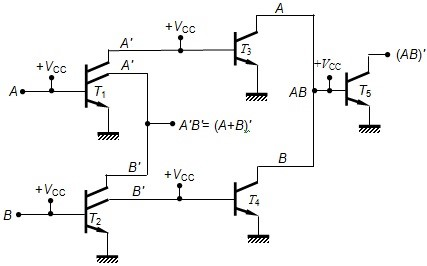 A
A'
+VCC
T3
+VCC
A'
(AB)'
A
T1
+VCC
AB
T5
A'B'= (A+B)'
B'
B
+VCC
B'
+VCC
T4
B
T2